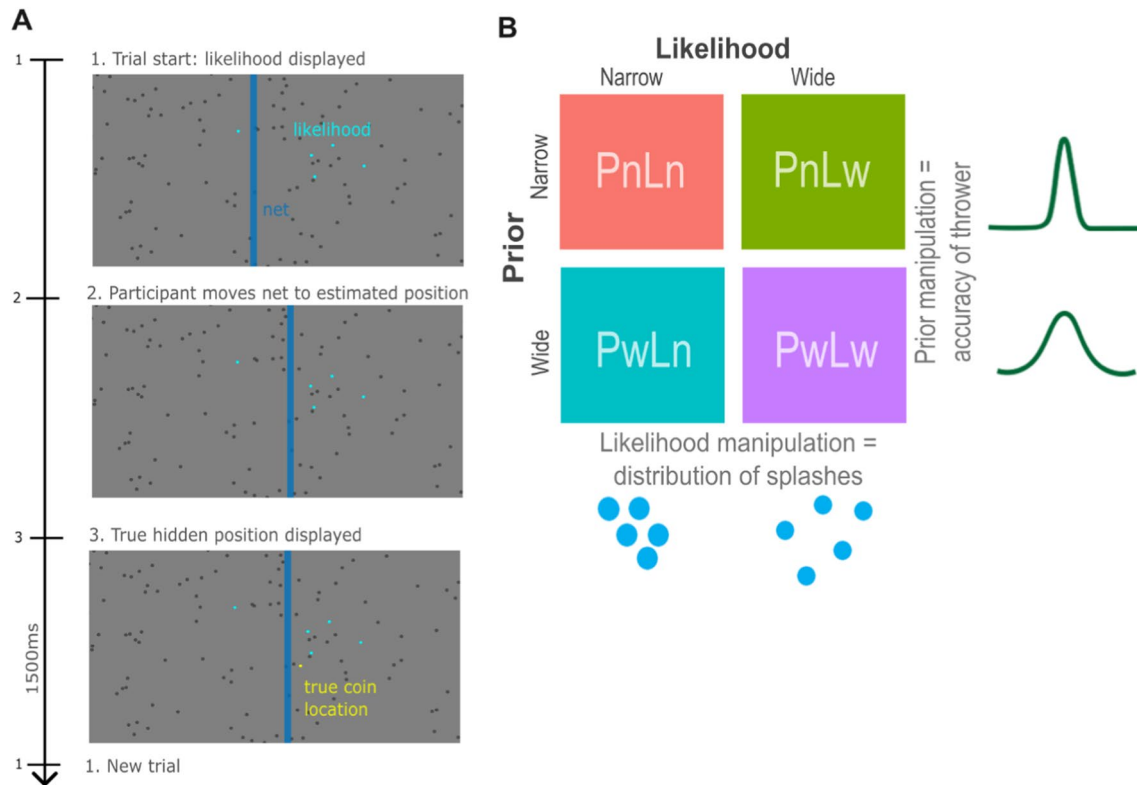 A
1
1. Trial start: likelihood displayed
likelihood
net
2
2. Participant moves net to estimated position
3
3. True hidden position displayed
1500ms
true coin
location
1
1. New trial
B
Likelihood
Narrow
Wide
Prior
Narrow
PnLn
PnLw
Wide
PwLn
PwLw
Prior manipulation =
accuracy of thrower
Likelihood manipulation =
distribution of splashes